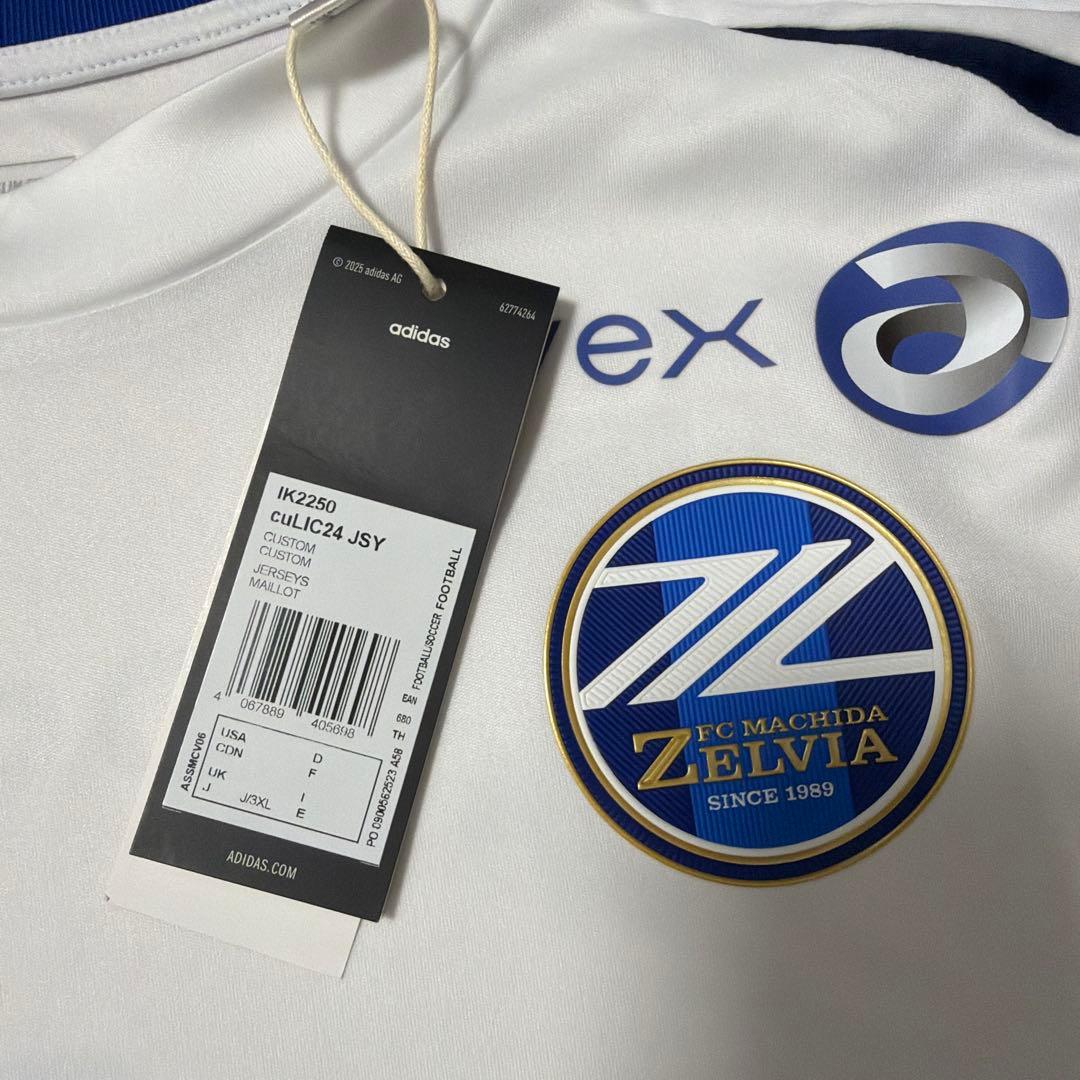 © 2025 adidas AG
62774264
adidas
ex
IK2250
cuLIC24 JSY
CUSTOM
CUSTOM
JERSEYS
MAILLOT
FOOTBALL/SOCCER FOOTBALL
4 067889 405698
EAN
680
TH
ASSMCV06
USA
CDN
UK
J J/3XL
D
F
I
E
PO 0900562523 A58
ADIDAS.COM
FC MACHIDA
ZELVIA
SINCE 1989